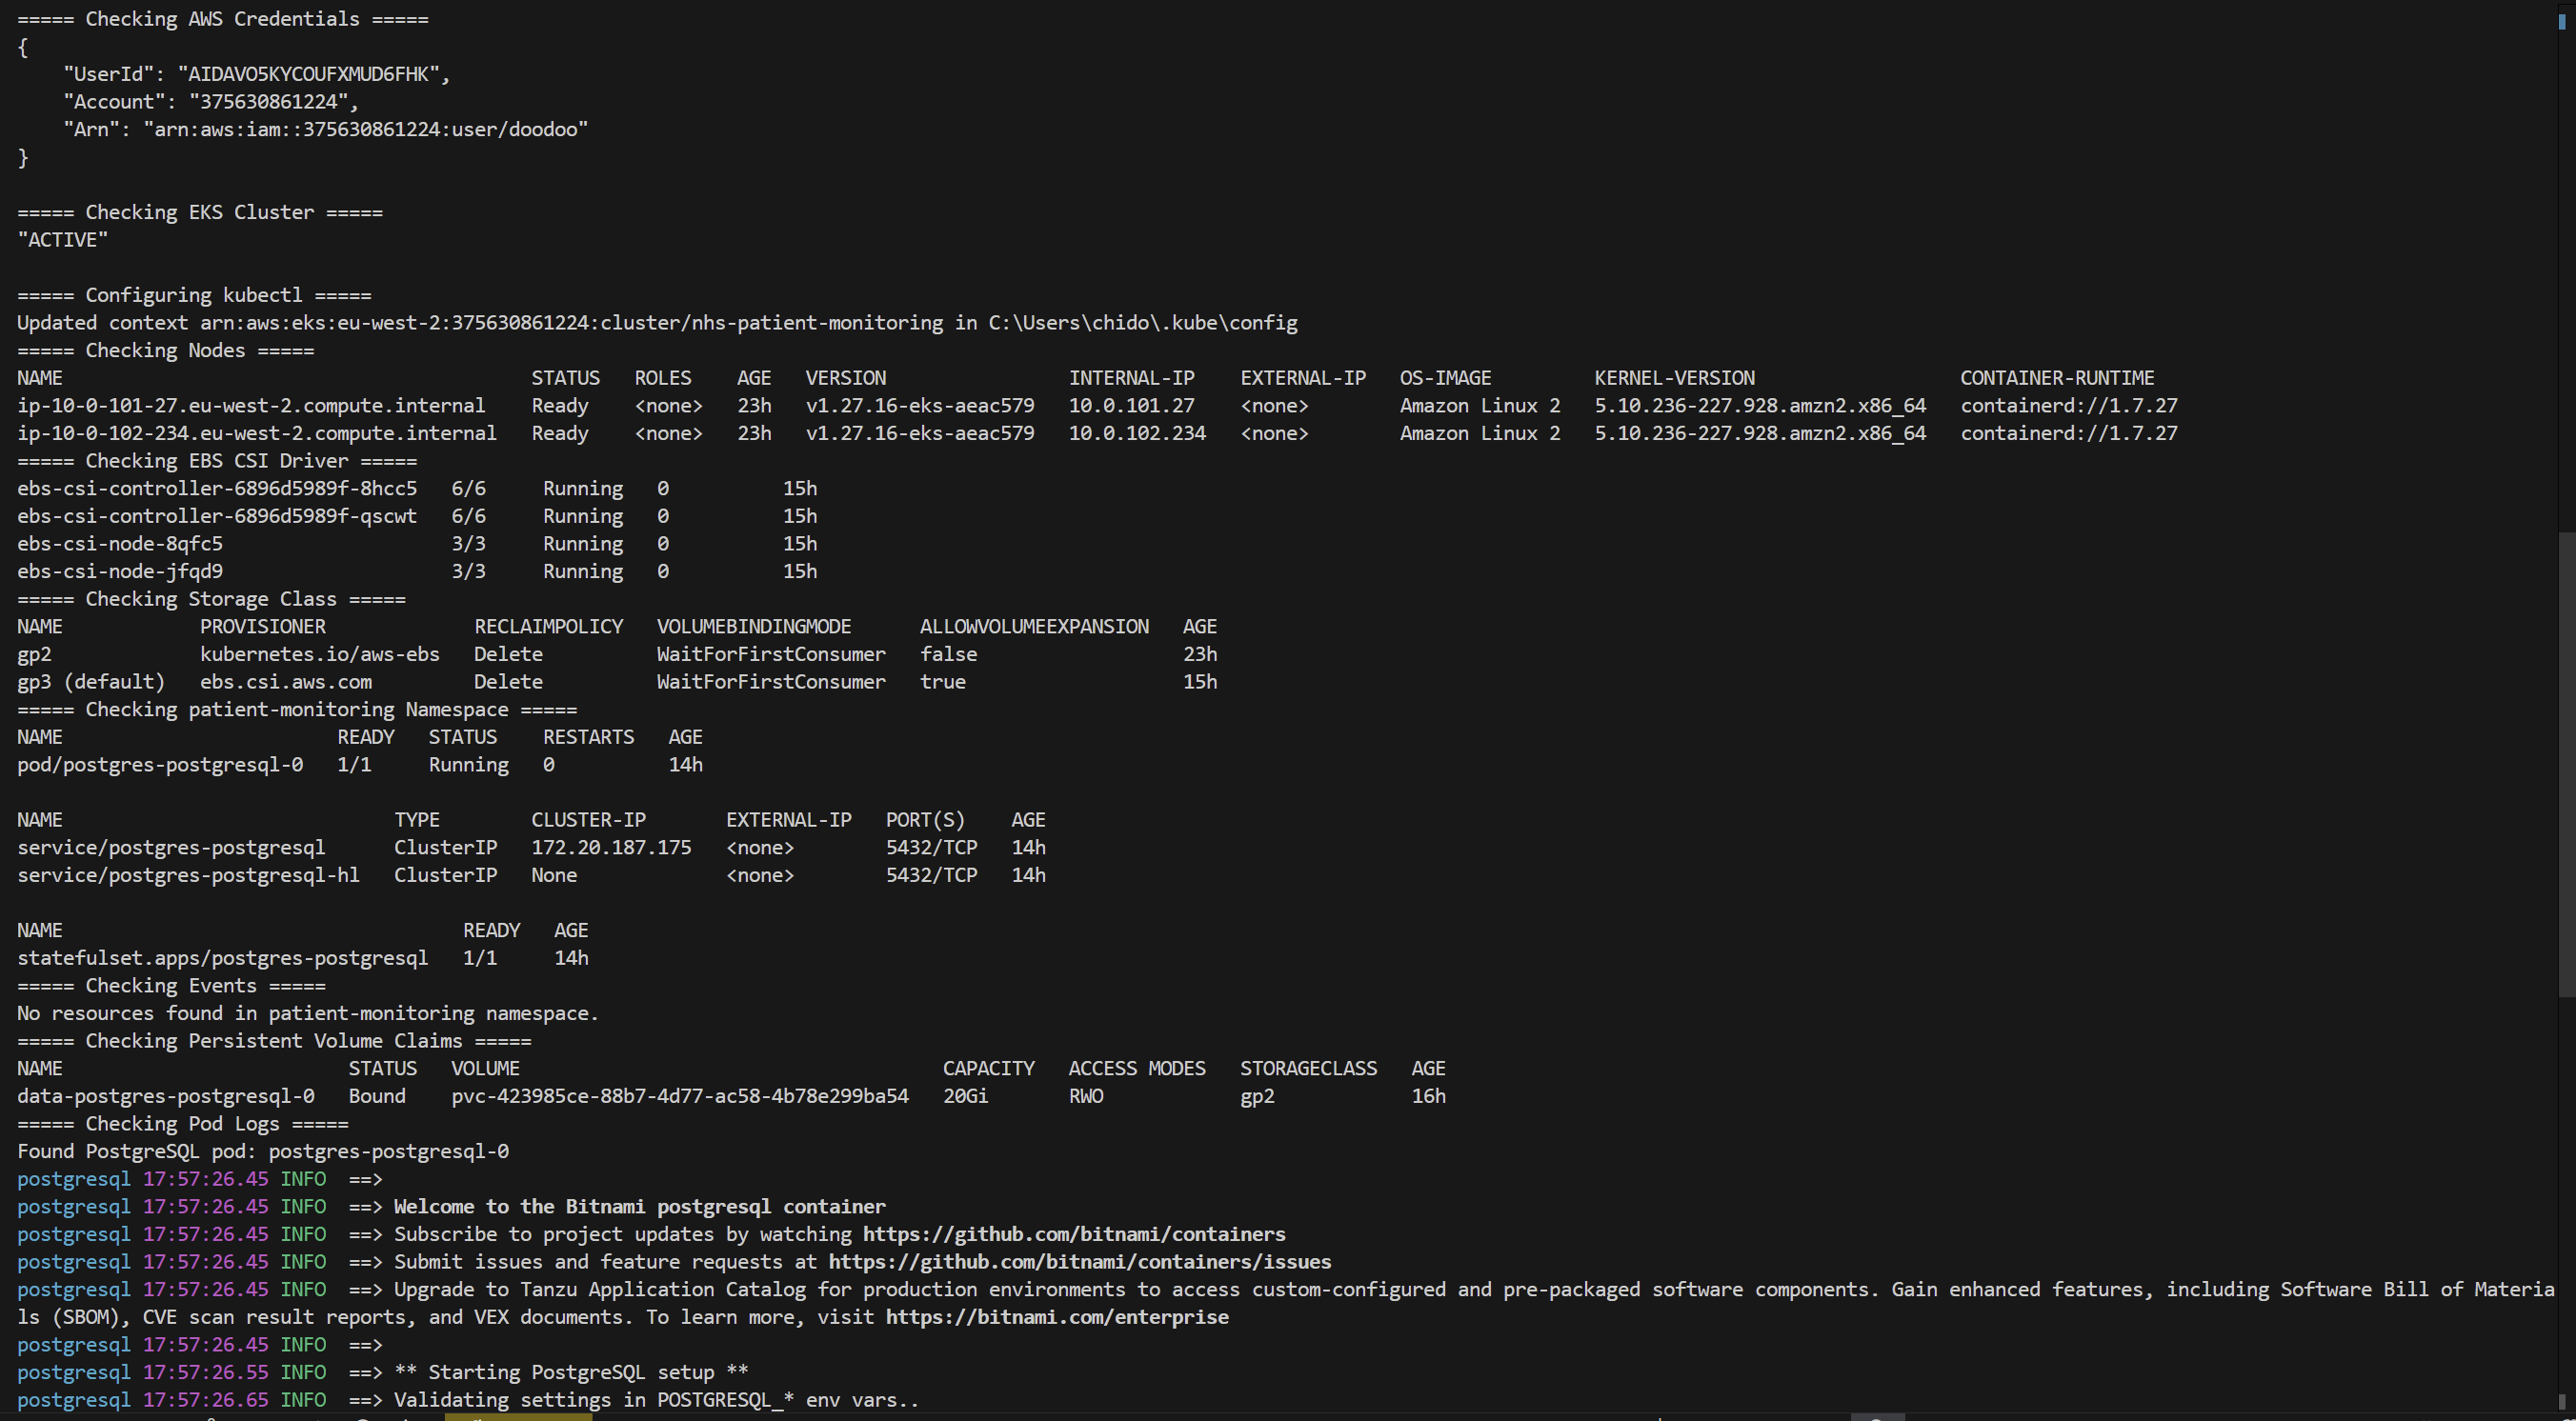 ===== Checking AWS Credentials =====
{
    "UserId": "AIDAVO5KYCOUFXMUD6FHK",
    "Account": "375630861224",
    "Arn": "arn:aws:iam::375630861224:user/doodoo"
}

===== Checking EKS Cluster =====
"ACTIVE"

===== Configuring kubectl =====
Updated context arn:aws:eks:eu-west-2:375630861224:cluster/nhs-patient-monitoring in C:\Users\chido\.kube\config
===== Checking Nodes =====
NAME                                         STATUS   ROLES    AGE   VERSION                INTERNAL-IP    EXTERNAL-IP   OS-IMAGE         KERNEL-VERSION                  CONTAINER-RUNTIME
ip-10-0-101-27.eu-west-2.compute.internal    Ready    <none>   23h   v1.27.16-eks-aeac579   10.0.101.27    <none>        Amazon Linux 2   5.10.236-227.928.amzn2.x86_64   containerd://1.7.27
ip-10-0-102-234.eu-west-2.compute.internal   Ready    <none>   23h   v1.27.16-eks-aeac579   10.0.102.234   <none>        Amazon Linux 2   5.10.236-227.928.amzn2.x86_64   containerd://1.7.27
===== Checking EBS CSI Driver =====
ebs-csi-controller-6896d5989f-8hcc5   6/6     Running   0          15h
ebs-csi-controller-6896d5989f-qscwt   6/6     Running   0          15h
ebs-csi-node-8qfc5                    3/3     Running   0          15h
ebs-csi-node-jfqd9                    3/3     Running   0          15h
===== Checking Storage Class =====
NAME            PROVISIONER             RECLAIMPOLICY   VOLUMEBINDINGMODE      ALLOWVOLUMEEXPANSION   AGE
gp2             kubernetes.io/aws-ebs   Delete          WaitForFirstConsumer   false                  23h
gp3 (default)   ebs.csi.aws.com         Delete          WaitForFirstConsumer   true                   15h
===== Checking patient-monitoring Namespace =====
NAME                        READY   STATUS    RESTARTS   AGE
pod/postgres-postgresql-0   1/1     Running   0          14h

NAME                             TYPE        CLUSTER-IP       EXTERNAL-IP   PORT(S)    AGE
service/postgres-postgresql      ClusterIP   172.20.187.175   <none>        5432/TCP   14h
service/postgres-postgresql-hl   ClusterIP   None             <none>        5432/TCP   14h

NAME                                   READY   AGE
statefulset.apps/postgres-postgresql   1/1     14h
===== Checking Events =====
No resources found in patient-monitoring namespace.
===== Checking Persistent Volume Claims =====
NAME                         STATUS   VOLUME                                     CAPACITY   ACCESS MODES   STORAGECLASS   AGE
data-postgres-postgresql-0   Bound    pvc-423985ce-88b7-4d77-ac58-4b78e299ba54   20Gi       RWO            gp2            16h
===== Checking Pod Logs =====
Found PostgreSQL pod: postgres-postgresql-0
postgresql 17:57:26.45 INFO  ==>
postgresql 17:57:26.45 INFO  ==> Welcome to the Bitnami postgresql container
postgresql 17:57:26.45 INFO  ==> Subscribe to project updates by watching https://github.com/bitnami/containers
postgresql 17:57:26.45 INFO  ==> Submit issues and feature requests at https://github.com/bitnami/containers/issues
postgresql 17:57:26.45 INFO  ==> Upgrade to Tanzu Application Catalog for production environments to access custom-configured and pre-packaged software components. Gain enhanced features, including Software Bill of Materia
ls (SBOM), CVE scan result reports, and VEX documents. To learn more, visit https://bitnami.com/enterprise
postgresql 17:57:26.45 INFO  ==>
postgresql 17:57:26.55 INFO  ==> ** Starting PostgreSQL setup **
postgresql 17:57:26.65 INFO  ==> Validating settings in POSTGRESQL_* env vars..